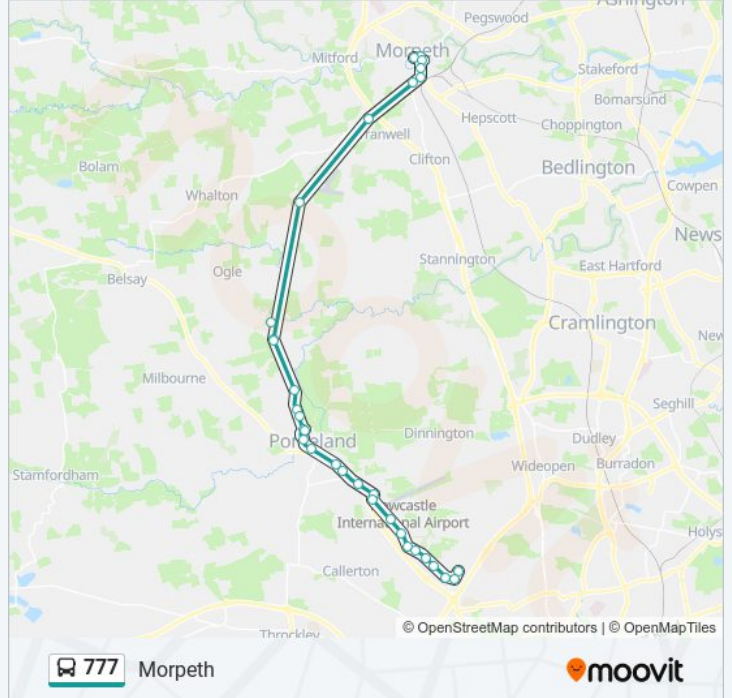 Ashington
Pegswood
Morpeth
Mitford
Stakeford
Bomarsund
Hepscott
Tranwell
Choppington
Clifton
Bolam
Bedlington
Whalton
Cowpen
News
Stannington
Ogle
East Hartford
Belsay
Cramlington
New
Milbourne
Seghill
Dinnington
Ponteland
Dudley
Wideopen
Burradon
Stamfordham
Newcastle
International Airport
Holys
Callerton
Throckley
© OpenStreetMap contributors | © OpenMapTiles
777 Morpeth
moovit